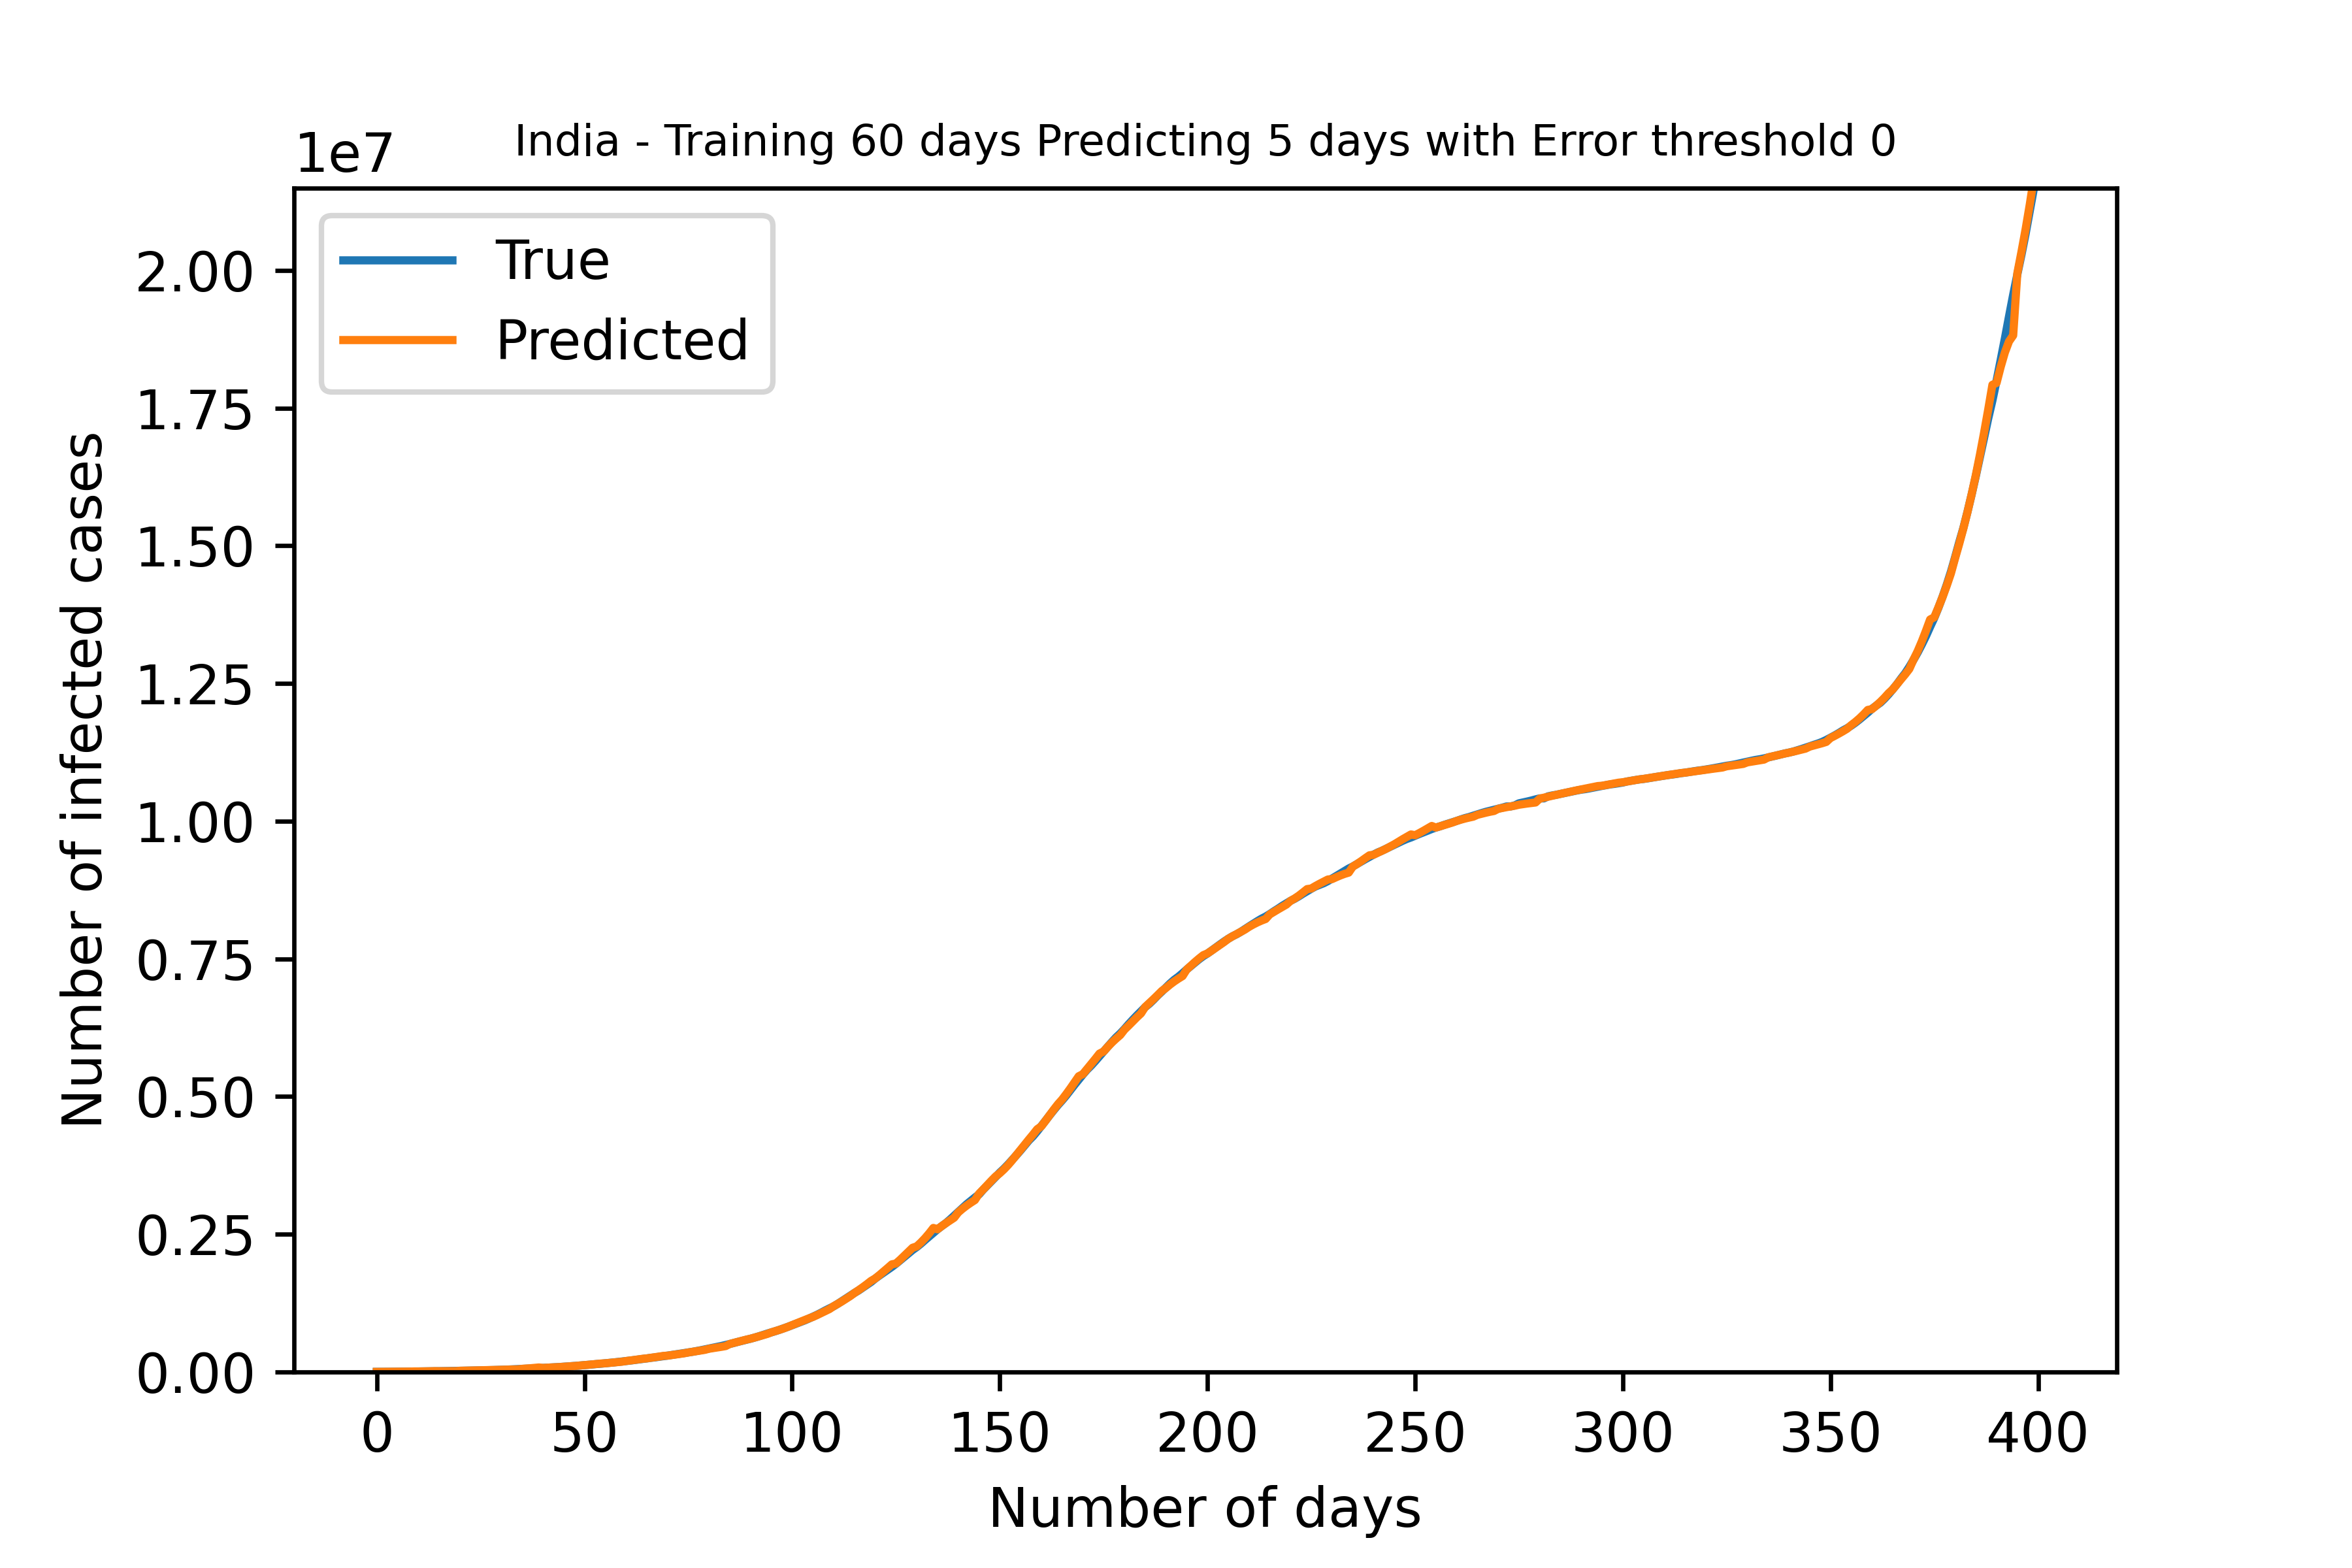 India - Training 60 days Predicting 5 days with Error threshold 0
1e7
True
Predicted
2.00
1.75
1.50
1.25
1.00
0.75
0.50
0.25
0.00
Number of infected cases
0 50 100 150 200 250 300 350 400
Number of days